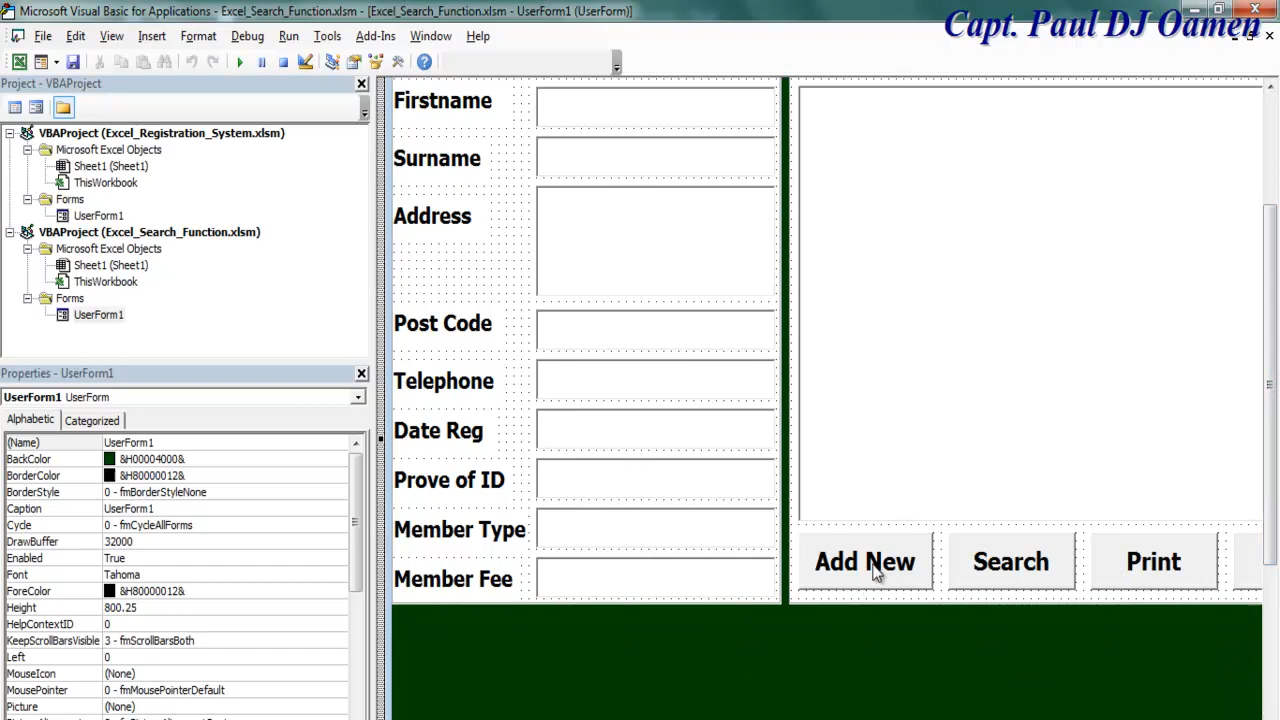 Microsoft Visual Basic for Applications - Excel_Search_Function.xlsm - [Excel_Search_Function.xlsm - UserForm1 (UserForm)]
Capt. Paul DJ Oamen
File Edit View Insert Format Debug Run Tools Add-Ins Window Help
Project - VBAProject
VBAProject (Excel_Registration_System.xlsm)
Microsoft Excel Objects
Sheet1 (Sheet1)
ThisWorkbook
Forms
UserForm1
VBAProject (Excel_Search_Function.xlsm)
Microsoft Excel Objects
Sheet1 (Sheet1)
ThisWorkbook
Forms
UserForm1
Properties - UserForm1
UserForm1 UserForm
Alphabetic Categorized
(Name) UserForm1
BackColor &H00004000&
BorderColor &H80000012&
BorderStyle 0 - fmBorderStyleNone
Caption UserForm1
Cycle 0 - fmCycleAllForms
DrawBuffer 32000
Enabled True
Font Tahoma
ForeColor &H80000012&
Height 800.25
HelpContextID 0
KeepScrollBarsVisible 3 - fmScrollBarsBoth
Left 0
MouseIcon (None)
MousePointer 0 - fmMousePointerDefault
Picture (None)
Firstname
Surname
Address
Post Code
Telephone
Date Reg
Prove of ID
Member Type
Member Fee
Add New Search Print